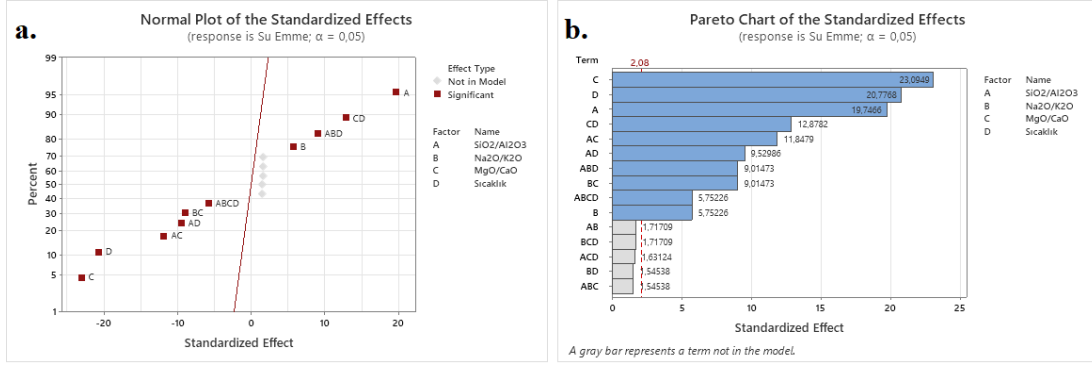 a.
Normal Plot of the Standardized Effects
(response is Su Emme; α = 0,05)
Percent
99
95
90
80
70
60
50
40
30
20
10
5
1
A
CD
ABD
B
ABCD
BC
AD
AC
D
C
-20 -10 0 10 20
Standardized Effect
Effect Type
Not in Model
Significant
Factor Name
A SiO2/Al2O3
B Na2O/K2O
C MgO/CaO
D Sıcaklık
b.
Pareto Chart of the Standardized Effects
(response is Su Emme; α = 0,05)
Term 2,08
C 23,0949
D 20,7768
A 19,7466
CD 12,8782
AC 11,8479
AD 9,52986
ABD 9,01473
BC 9,01473
ABCD 5,75226
B 5,75226
AB 1,71709
BCD 1,71709
ACD 1,63124
BD 1,54538
ABC 1,54538
0 5 10 15 20 25
Standardized Effect
A gray bar represents a term not in the model.
Factor Name
A SiO2/Al2O3
B Na2O/K2O
C MgO/CaO
D Sıcaklık